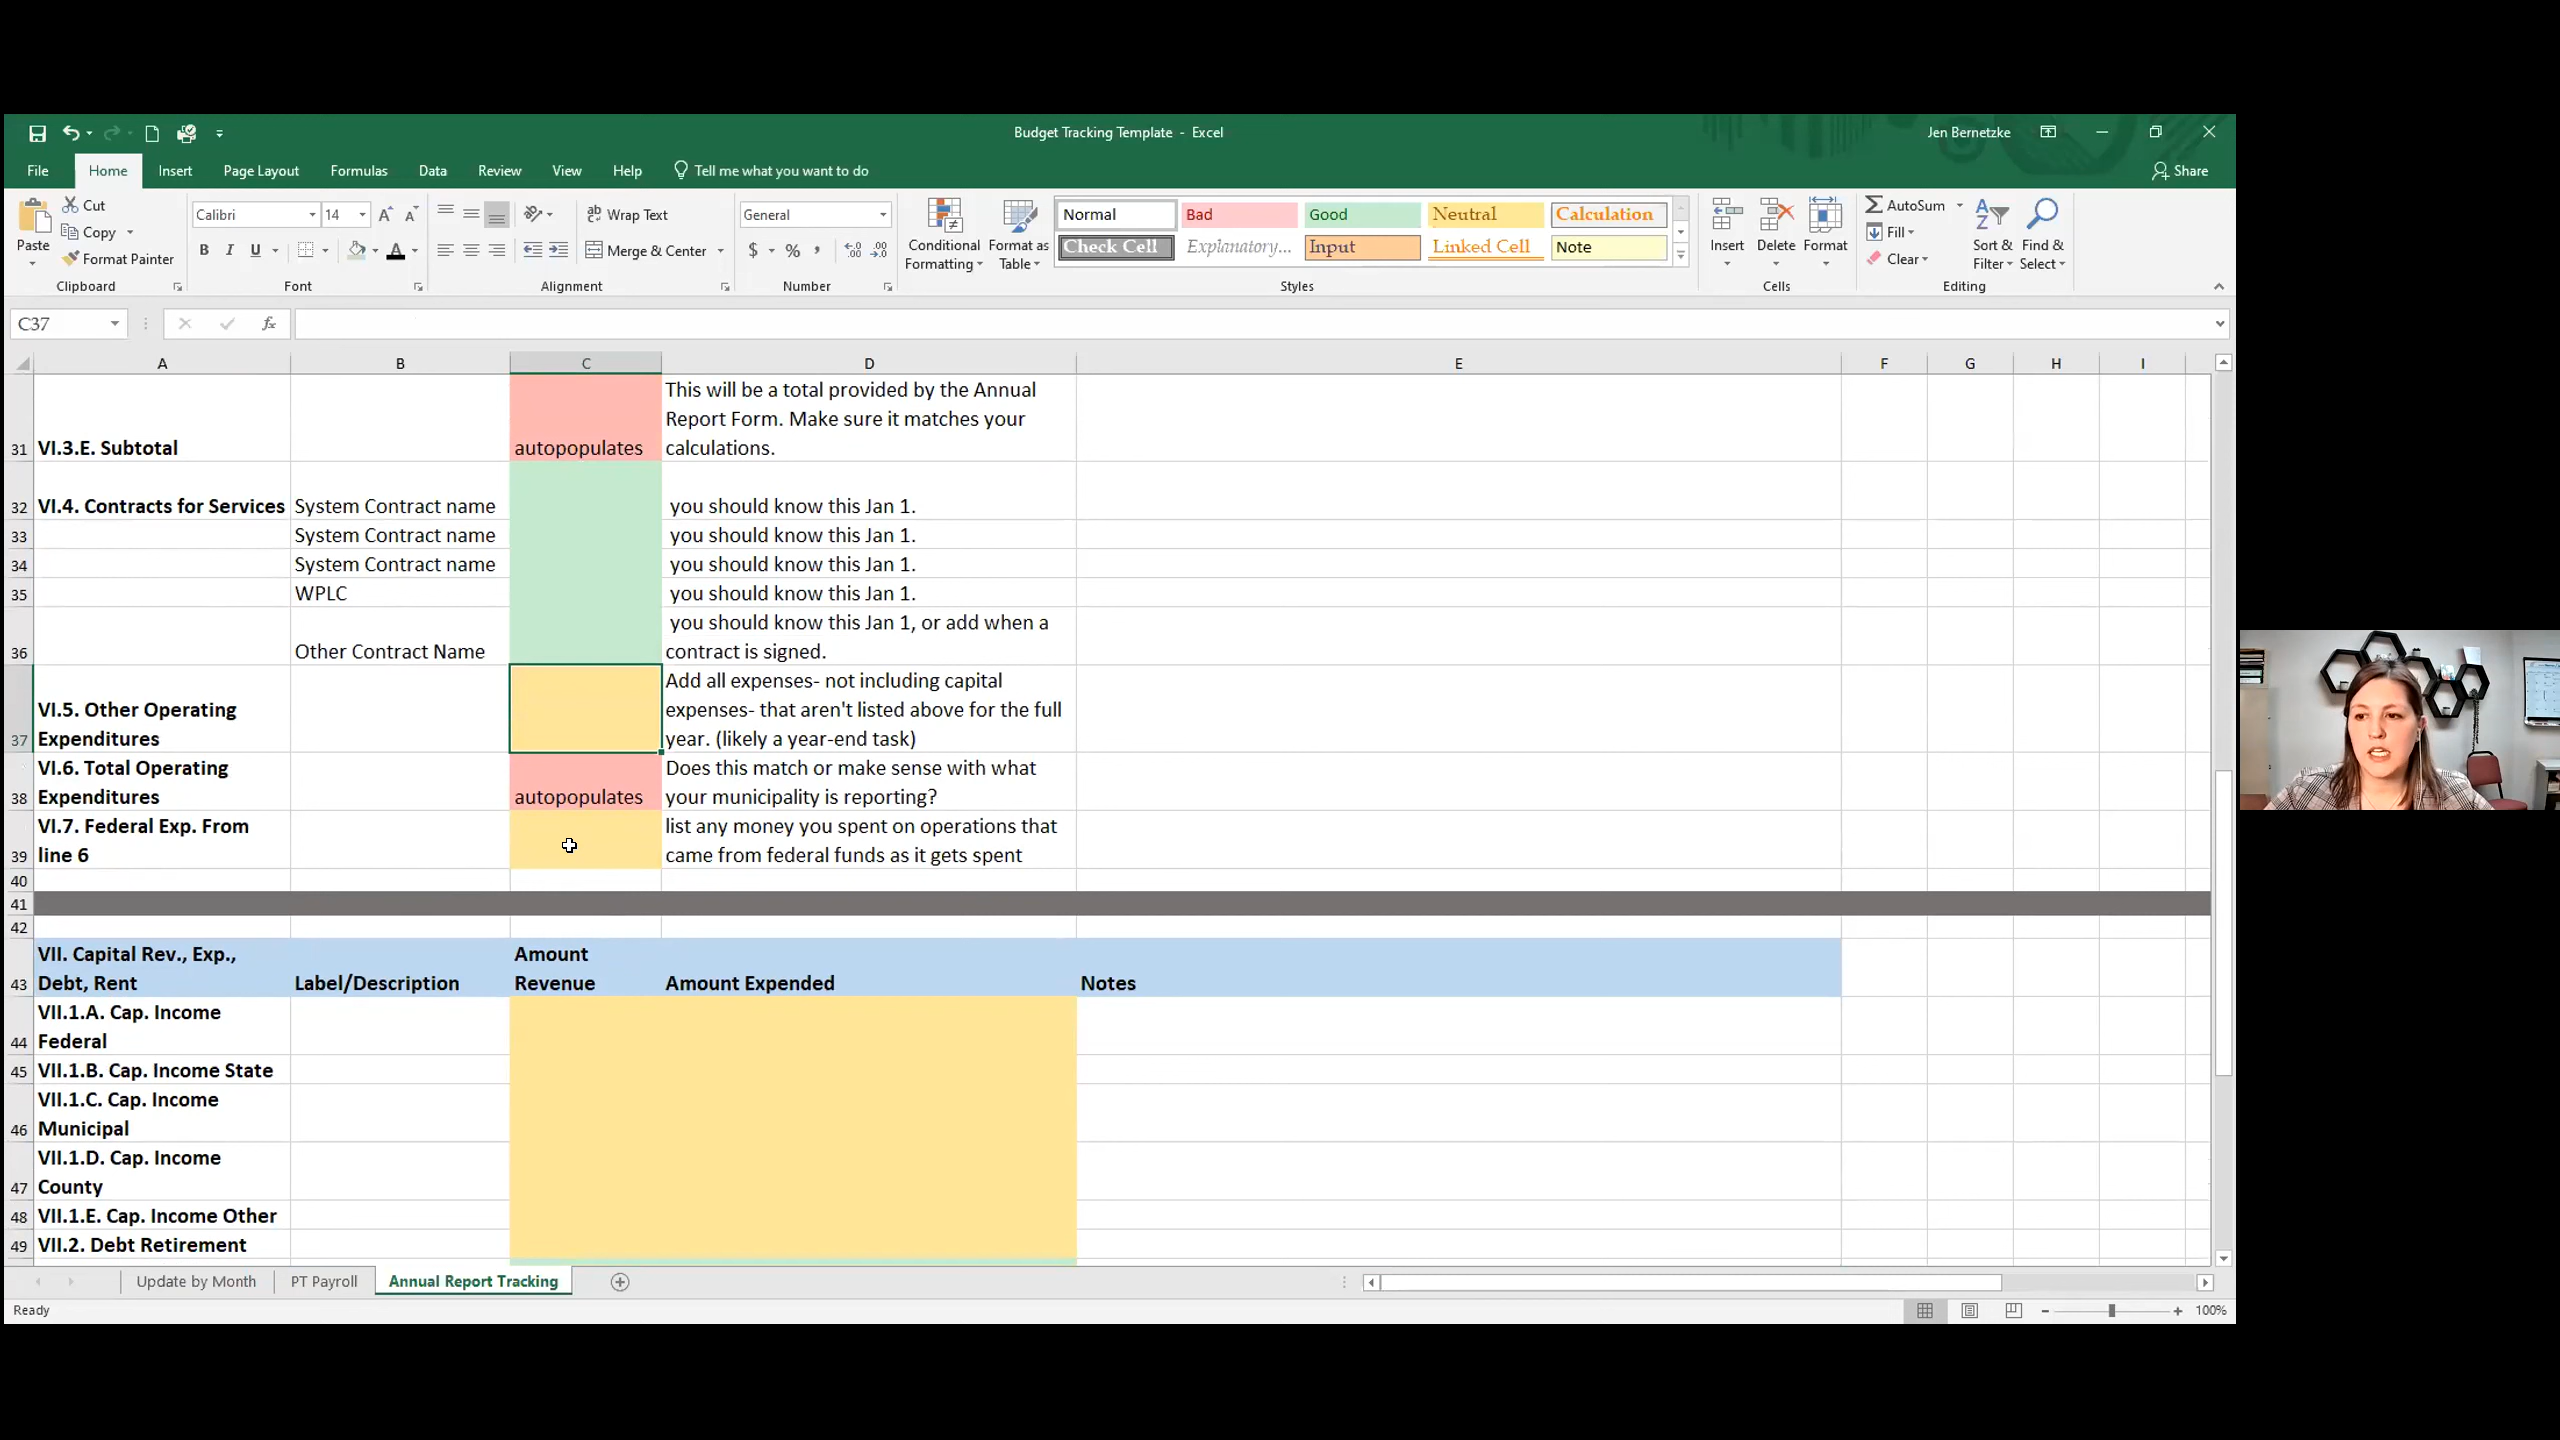 Budget Tracking Template - Excel
Jen Bernetzke
File Home Insert Page Layout Formulas Data Review View Help Tell me what you want to do
Share
Paste
Cut
Copy
Format Painter
Clipboard
Calibri 14
B I U
Font
Wrap Text
Merge & Center
Alignment
General
$ % ,
Number
Conditional Formatting
Format as Table
Normal Bad Good Neutral Calculation
Check Cell Explanatory... Input Linked Cell Note
Styles
Insert Delete Format
Cells
AutoSum
Fill
Clear
Sort & Filter
Find & Select
Editing
C37
fx
A B C D E F G H I
This will be a total provided by the Annual
Report Form. Make sure it matches your
31 VI.3.E. Subtotal autopopulates calculations.
32 VI.4. Contracts for Services System Contract name you should know this Jan 1.
33 System Contract name you should know this Jan 1.
34 System Contract name you should know this Jan 1.
35 WPLC you should know this Jan 1.
you should know this Jan 1, or add when a
36 Other Contract Name contract is signed.
Add all expenses- not including capital
VI.5. Other Operating expenses- that aren't listed above for the full
37 Expenditures year. (likely a year-end task)
VI.6. Total Operating Does this match or make sense with what
38 Expenditures autopopulates your municipality is reporting?
VI.7. Federal Exp. From list any money you spent on operations that
39 line 6 came from federal funds as it gets spent
40
41
42
VII. Capital Rev., Exp., Amount
43 Debt, Rent Label/Description Revenue Amount Expended Notes
VII.1.A. Cap. Income
44 Federal
45 VII.1.B. Cap. Income State
VII.1.C. Cap. Income
46 Municipal
VII.1.D. Cap. Income
47 County
48 VII.1.E. Cap. Income Other
49 VII.2. Debt Retirement
Update by Month PT Payroll Annual Report Tracking
Ready
100%